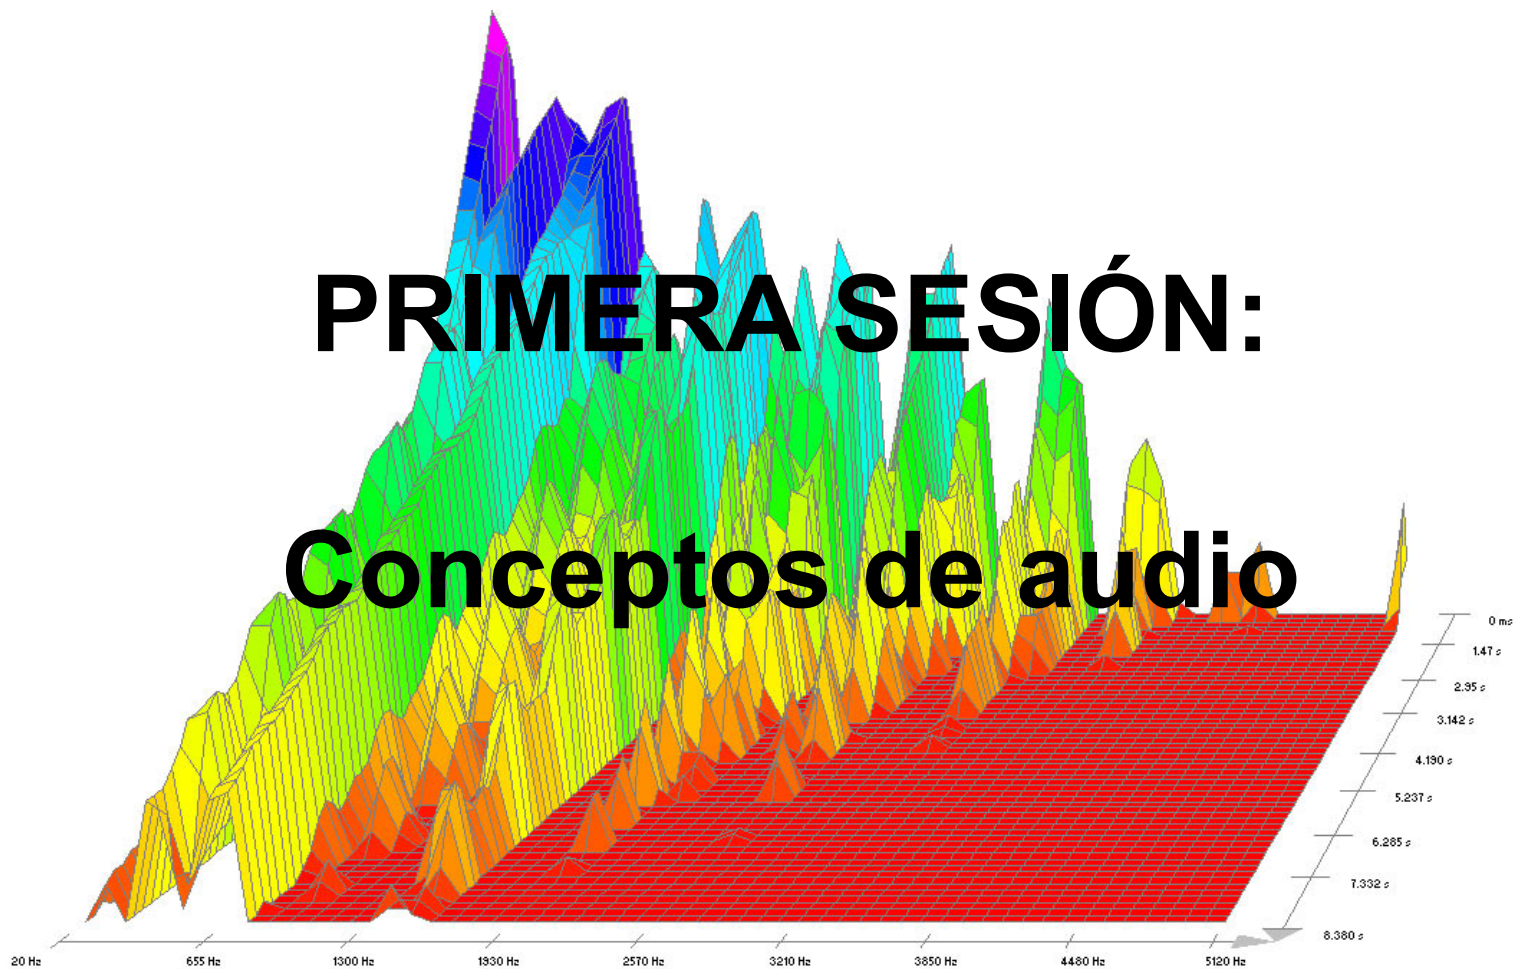 PRIMERA SESIÓN:
Conceptos de audio
0 ms
1.47 s
2.95 s
3.142 s
4.190 s
5.237 s
6.285 s
7.332 s
8.380 s
20 Hz 655 Hz 1300 Hz 1930 Hz 2570 Hz 3210 Hz 3850 Hz 4480 Hz 5120 Hz